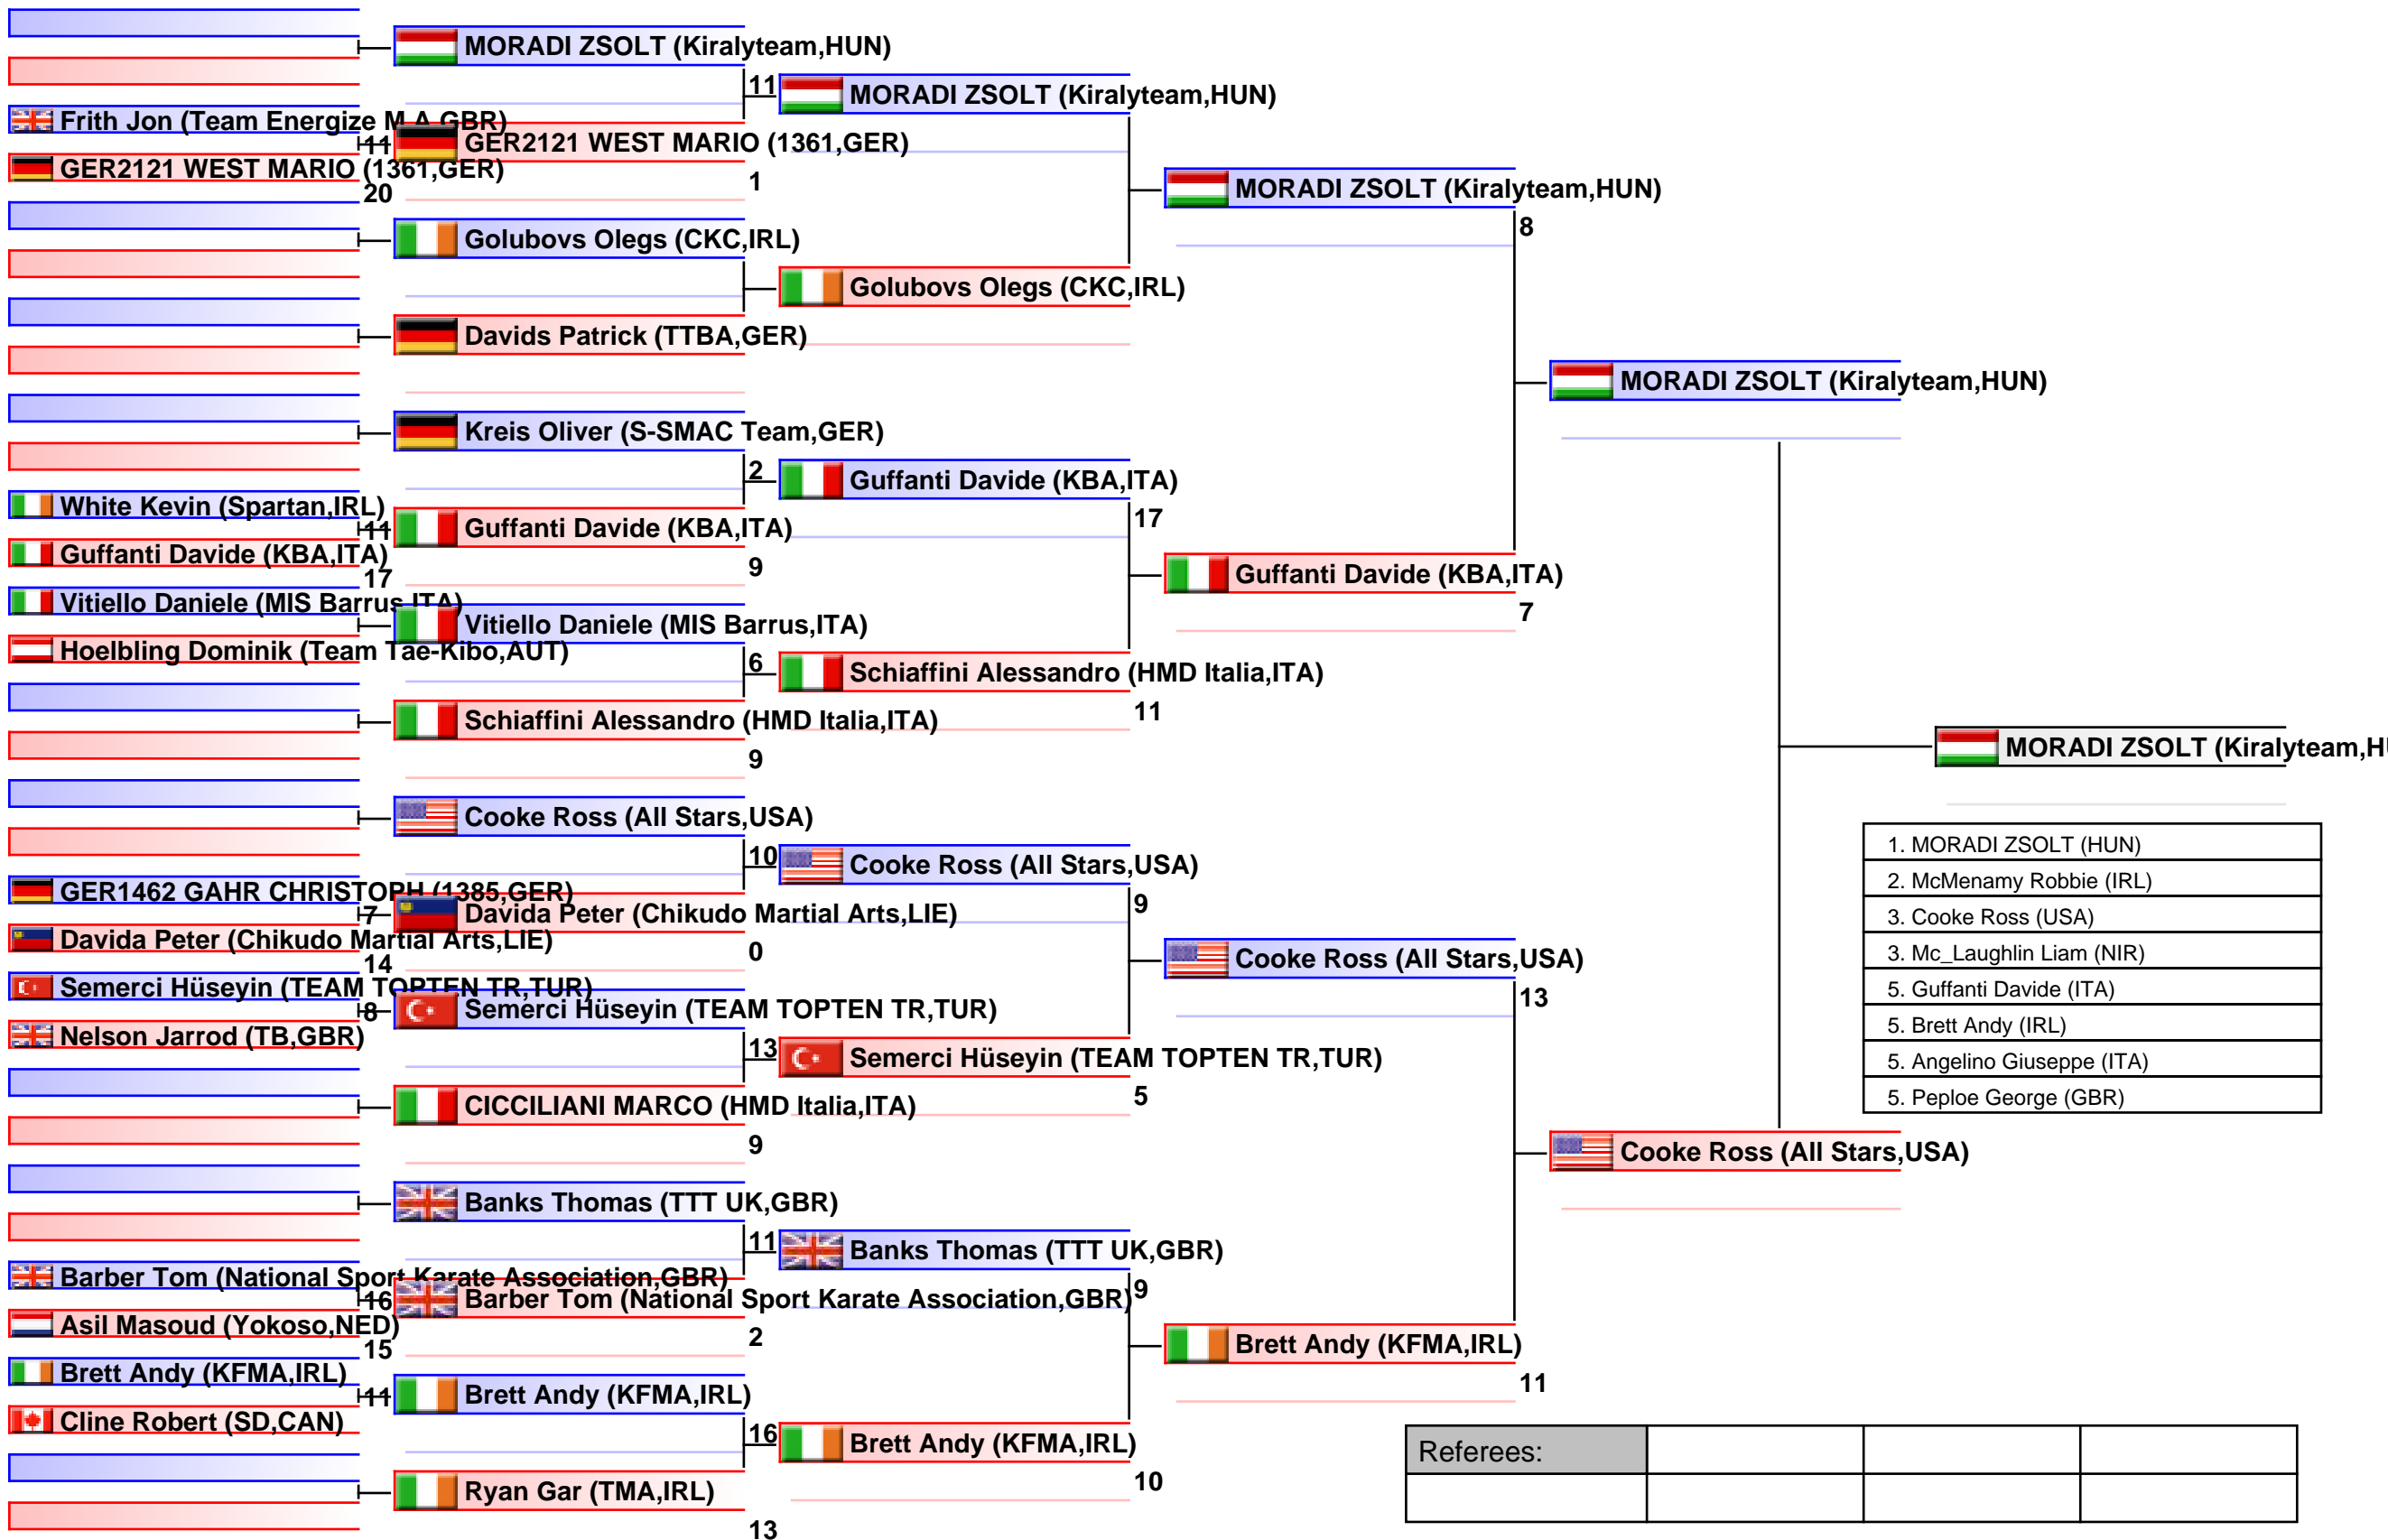 MORADI ZSOLT (Kiralyteam,HUN)
11
MORADI ZSOLT (Kiralyteam,HUN)
Frith Jon (Team Energize M A,GBR)
11
GER2121 WEST MARIO (1361,GER)
GER2121 WEST MARIO (1361,GER)
20
1
MORADI ZSOLT (Kiralyteam,HUN)
8
Golubovs Olegs (CKC,IRL)
Golubovs Olegs (CKC,IRL)
Davids Patrick (TTBA,GER)
MORADI ZSOLT (Kiralyteam,HUN)
Kreis Oliver (S-SMAC Team,GER)
2
Guffanti Davide (KBA,ITA)
17
White Kevin (Spartan,IRL)
11
Guffanti Davide (KBA,ITA)
Guffanti Davide (KBA,ITA)
17
9
Guffanti Davide (KBA,ITA)
7
Vitiello Daniele (MIS Barrus,ITA)
Vitiello Daniele (MIS Barrus,ITA)
Hoelbling Dominik (Team Tae-Kibo,AUT)
6
Schiaffini Alessandro (HMD Italia,ITA)
11
Schiaffini Alessandro (HMD Italia,ITA)
9
MORADI ZSOLT (Kiralyteam,H
Cooke Ross (All Stars,USA)
10
Cooke Ross (All Stars,USA)
9
GER1462 GAHR CHRISTOPH (1385,GER)
7
Davida Peter (Chikudo Martial Arts,LIE)
Davida Peter (Chikudo Martial Arts,LIE)
14
0
Cooke Ross (All Stars,USA)
13
Semerci Hüseyin (TEAM TOPTEN TR,TUR)
8
Semerci Hüseyin (TEAM TOPTEN TR,TUR)
Nelson Jarrod (TB,GBR)
13
Semerci Hüseyin (TEAM TOPTEN TR,TUR)
5
CICCILIANI MARCO (HMD Italia,ITA)
9
Cooke Ross (All Stars,USA)
Banks Thomas (TTT UK,GBR)
11
Banks Thomas (TTT UK,GBR)
9
Barber Tom (National Sport Karate Association,GBR)
16
Barber Tom (National Sport Karate Association,GBR)
Asil Masoud (Yokoso,NED)
15
2
Brett Andy (KFMA,IRL)
11
Brett Andy (KFMA,IRL)
11
Brett Andy (KFMA,IRL)
Cline Robert (SD,CAN)
16
Brett Andy (KFMA,IRL)
10
Ryan Gar (TMA,IRL)
13
1. MORADI ZSOLT (HUN)
2. McMenamy Robbie (IRL)
3. Cooke Ross (USA)
3. Mc_Laughlin Liam (NIR)
5. Guffanti Davide (ITA)
5. Brett Andy (IRL)
5. Angelino Giuseppe (ITA)
5. Peploe George (GBR)
Referees: